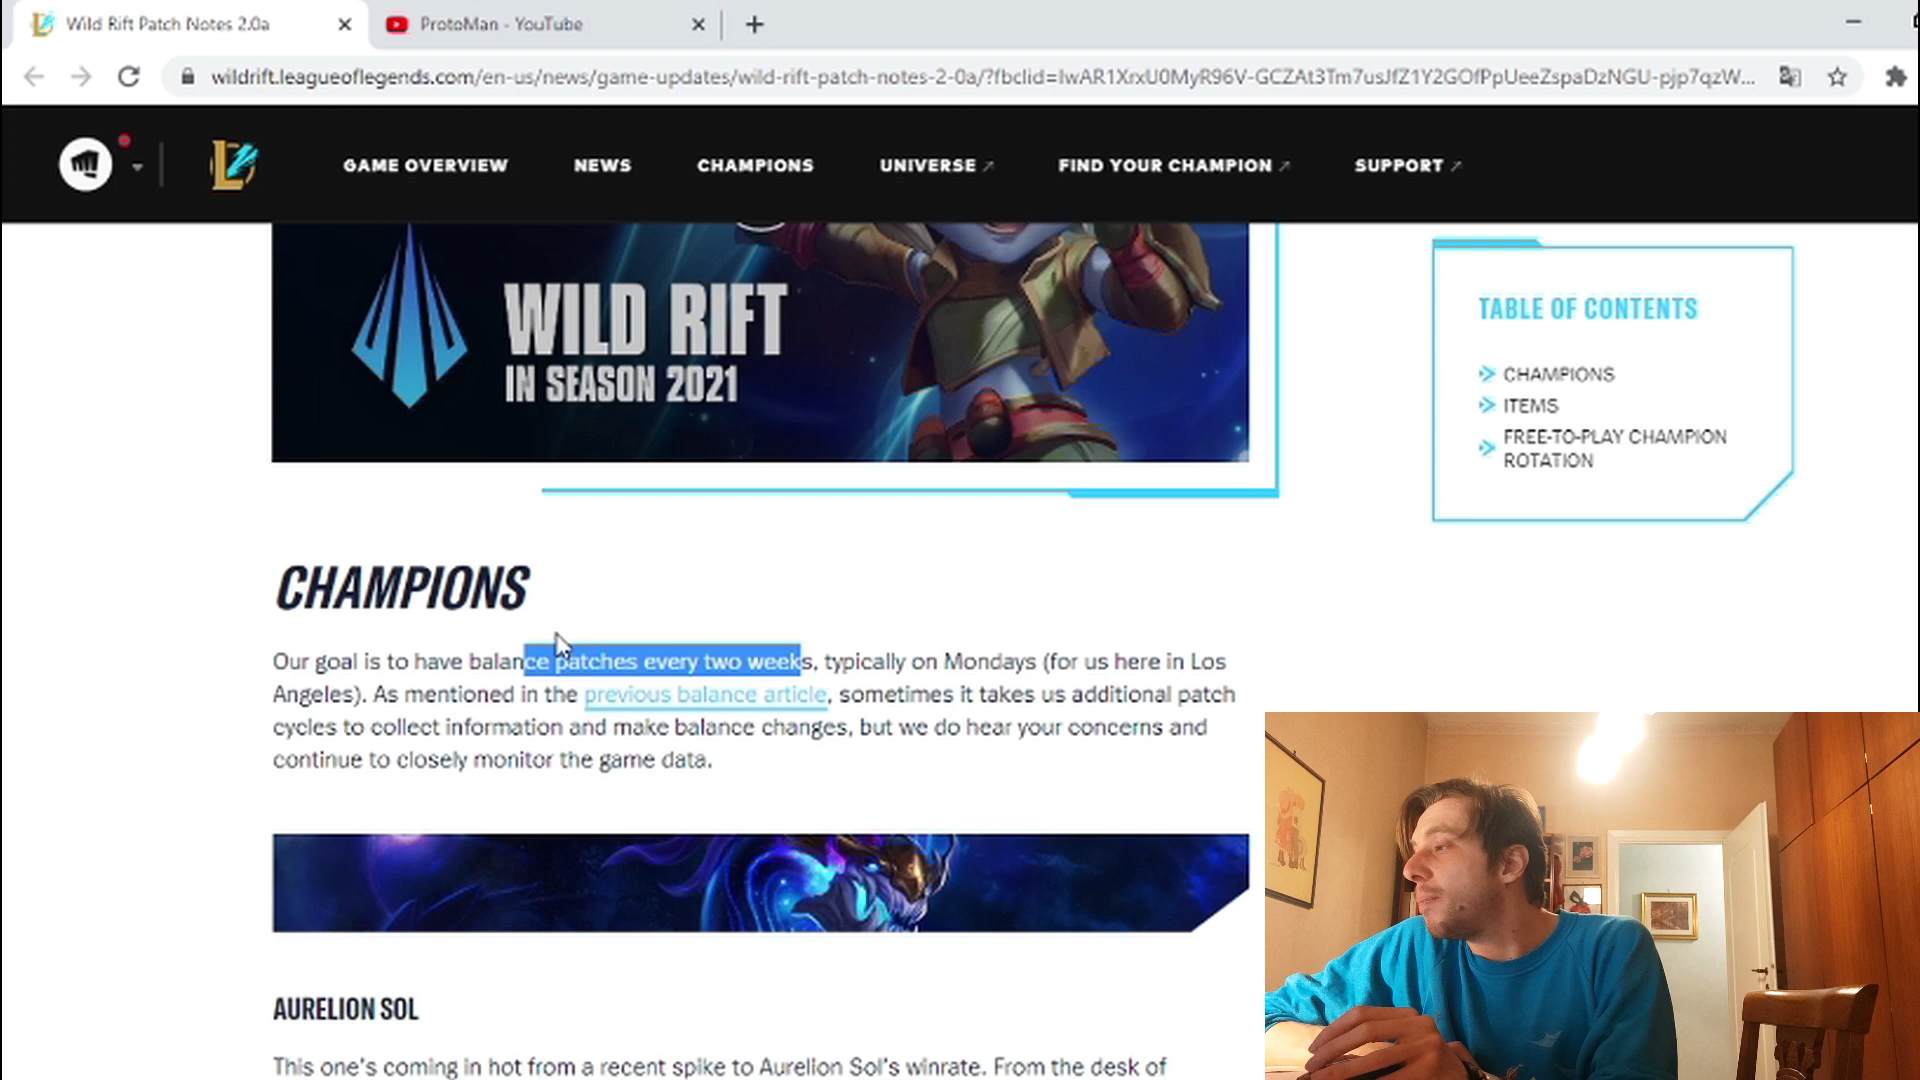 Wild Rift Patch Notes 2.0a
ProtoMan - YouTube
wildrift.leagueoflegends.com/en-us/news/game-updates/wild-rift-patch-notes-2-0a/?fbclid=IwAR1XrxU0MyR96V-GCZAt3Tm7usJfZ1Y2GOfPpUeeZspaDzNGU-pjp7qzW...
GAME OVERVIEW
NEWS
CHAMPIONS
UNIVERSE
FIND YOUR CHAMPION
SUPPORT
WILD RIFT
IN SEASON 2021
TABLE OF CONTENTS
CHAMPIONS
ITEMS
FREE-TO-PLAY CHAMPION
ROTATION
CHAMPIONS
Our goal is to have balance patches every two weeks, typically on Mondays (for us here in Los
Angeles). As mentioned in the previous balance article, sometimes it takes us additional patch
cycles to collect information and make balance changes, but we do hear your concerns and
continue to closely monitor the game data.
AURELION SOL
This one's coming in hot from a recent spike to Aurelion Sol's winrate. From the desk of